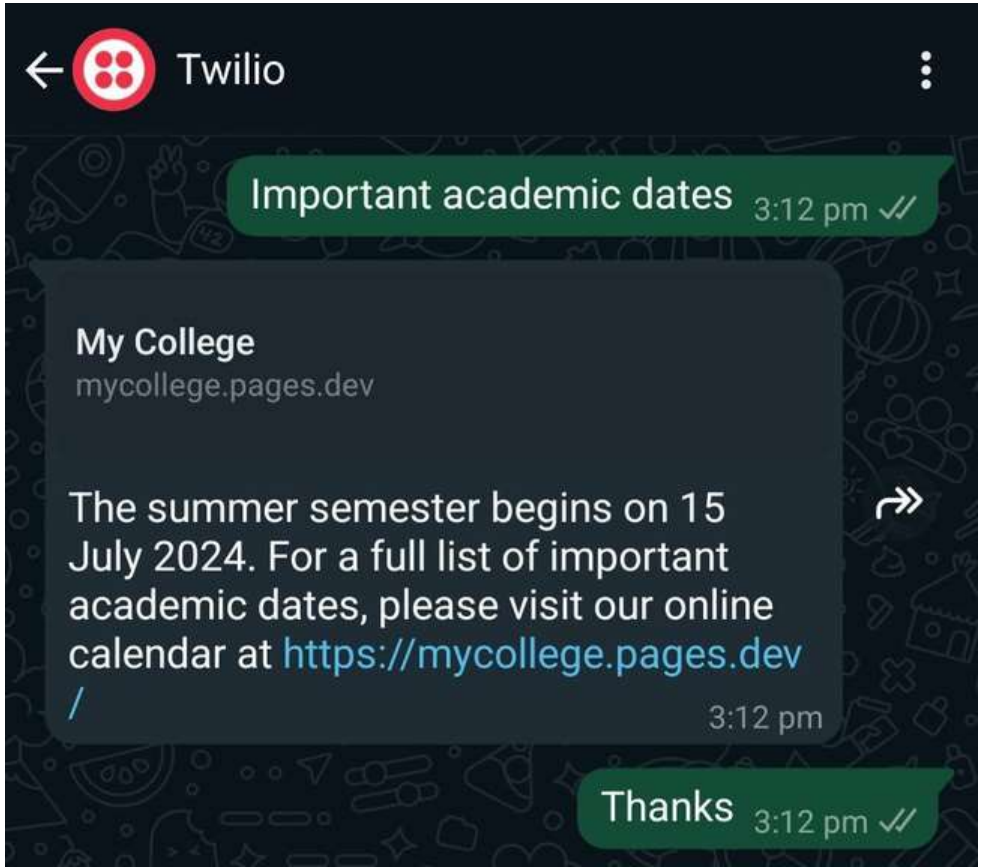 Twilio
Important academic dates 3:12 pm
My College
mycollege.pages.dev
The summer semester begins on 15
July 2024. For a full list of important
academic dates, please visit our online
calendar at https://mycollege.pages.dev
/
3:12 pm
Thanks 3:12 pm